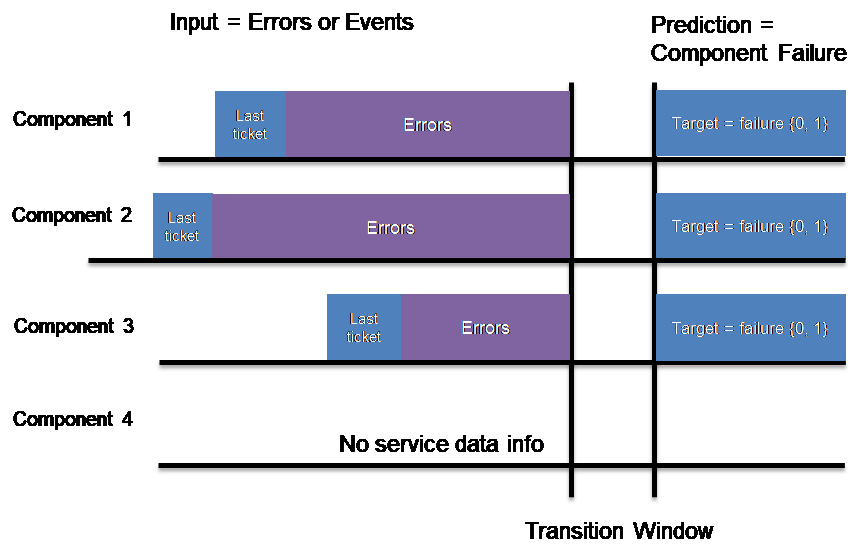 Input = Errors or Events
Prediction =
Component Failure
Component 1
Last
ticket
Errors
Target = failure {0, 1}
Component 2
Last
ticket
Errors
Target = failure {0, 1}
Component 3
Last
ticket
Errors
Target = failure {0, 1}
Component 4
No service data info
Transition Window